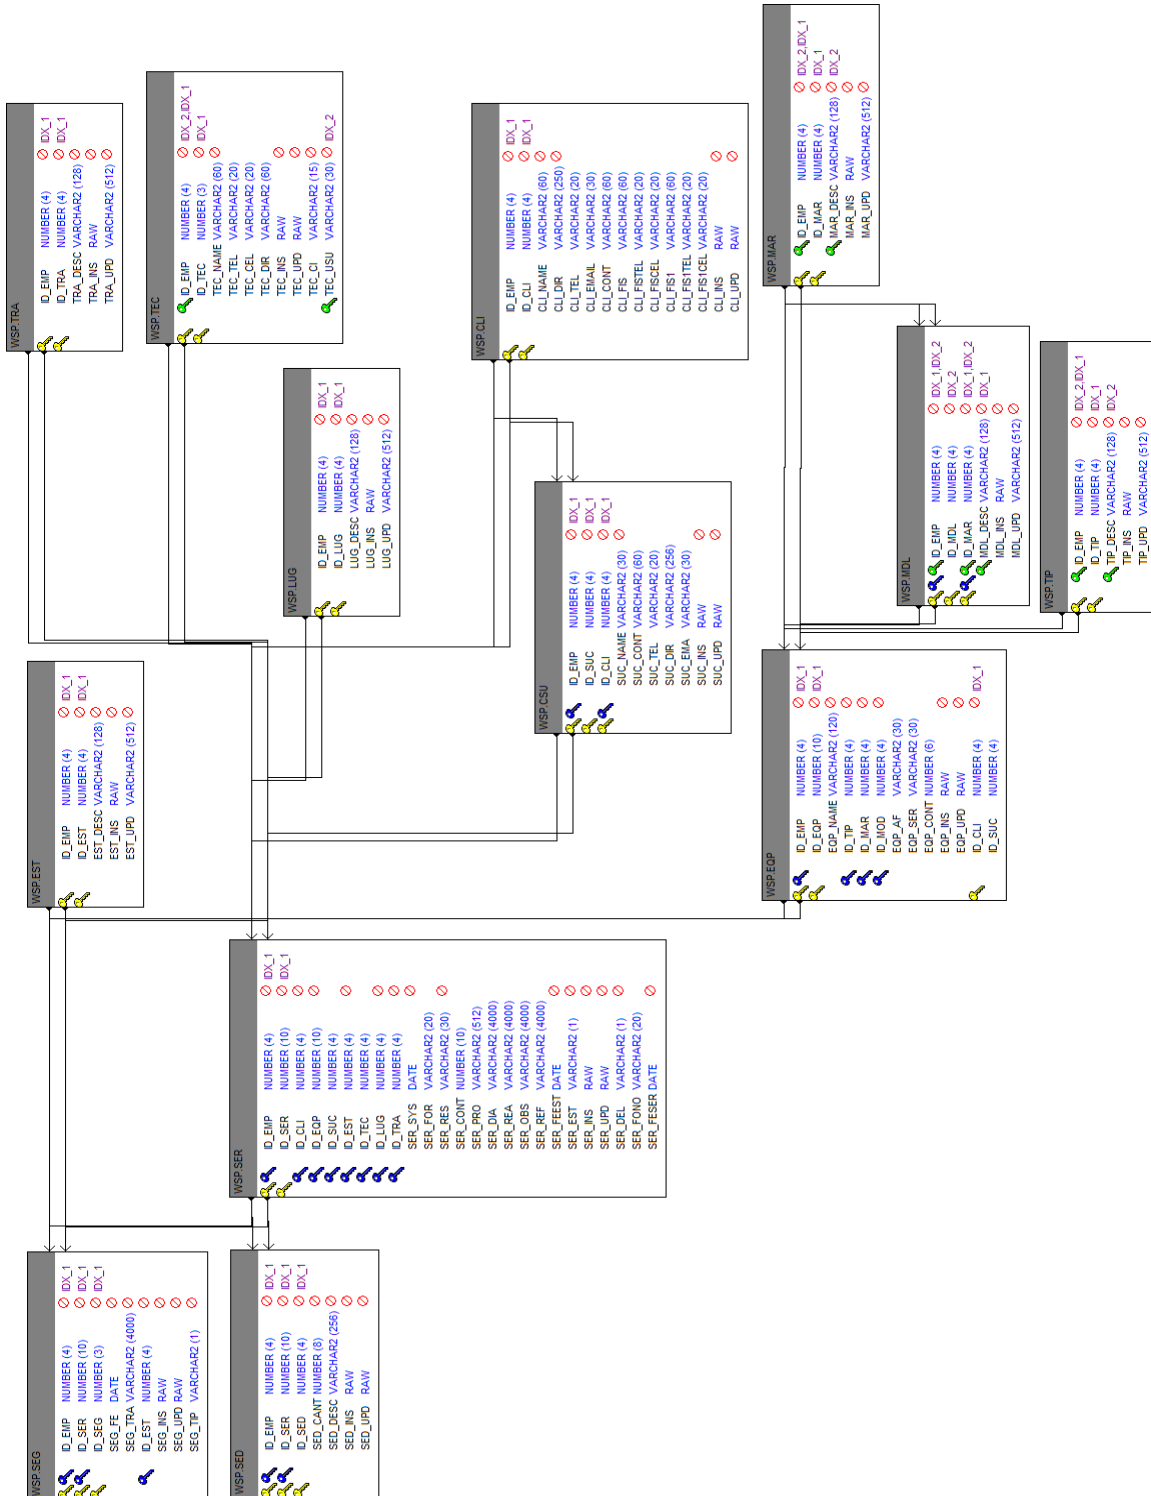 WSP.TRA
ID_EMP NUMBER (4) IDX_1
ID_TRA NUMBER (4) IDX_1
TRA_DESC VARCHAR2 (128)
TRA_INS RAW
TRA_UPD VARCHAR2 (512)
WSP.TEC
ID_EMP NUMBER (4) IDX_2,IDX_1
ID_TEC NUMBER (3) IDX_1
TEC_NAME VARCHAR2 (60)
TEC_TEL VARCHAR2 (20)
TEC_CEL VARCHAR2 (20)
TEC_DIR VARCHAR2 (60)
TEC_INS RAW
TEC_UPD RAW
TEC_CI VARCHAR2 (15)
TEC_USU VARCHAR2 (30) IDX_2
WSP.LUG
ID_EMP NUMBER (4) IDX_1
ID_LUG NUMBER (4) IDX_1
LUG_DESC VARCHAR2 (128)
LUG_INS RAW
LUG_UPD VARCHAR2 (512)
WSP.CLI
ID_EMP NUMBER (4) IDX_1
ID_CLI NUMBER (4) IDX_1
CLI_NAME VARCHAR2 (60)
CLI_DIR VARCHAR2 (250)
CLI_TEL VARCHAR2 (20)
CLI_EMAIL VARCHAR2 (30)
CLI_CONT VARCHAR2 (60)
CLI_FIS VARCHAR2 (60)
CLI_FISTEL VARCHAR2 (20)
CLI_FISCEL VARCHAR2 (20)
CLI_FIS1 VARCHAR2 (60)
CLI_FIS1TEL VARCHAR2 (20)
CLI_FIS1CEL VARCHAR2 (20)
CLI_INS RAW
CLI_UPD RAW
WSP.MAR
ID_EMP NUMBER (4) IDX_2,IDX_1
ID_MAR NUMBER (4) IDX_1
MAR_DESC VARCHAR2 (128) IDX_2
MAR_INS RAW
MAR_UPD VARCHAR2 (512)
WSP.MDL
ID_EMP NUMBER (4) IDX_1,IDX_2
ID_MDL NUMBER (4) IDX_2
ID_MAR NUMBER (4) IDX_1,IDX_2
MDL_DESC VARCHAR2 (128) IDX_1
MDL_INS RAW
MDL_UPD VARCHAR2 (512)
WSP.TIP
ID_EMP NUMBER (4) IDX_2,IDX_1
ID_TIP NUMBER (4) IDX_1
TIP_DESC VARCHAR2 (128) IDX_2
TIP_INS RAW
TIP_UPD VARCHAR2 (512)
WSP.EST
ID_EMP NUMBER (4) IDX_1
ID_EST NUMBER (4) IDX_1
EST_DESC VARCHAR2 (128)
EST_INS RAW
EST_UPD VARCHAR2 (512)
WSP.CSU
ID_EMP NUMBER (4) IDX_1
ID_SUC NUMBER (4) IDX_1
ID_CLI NUMBER (4) IDX_1
SUC_NAME VARCHAR2 (30)
SUC_CONT VARCHAR2 (60)
SUC_TEL VARCHAR2 (20)
SUC_DIR VARCHAR2 (256)
SUC_EMA VARCHAR2 (30)
SUC_INS RAW
SUC_UPD RAW
WSP.EQP
ID_EMP NUMBER (4) IDX_1
ID_EQP NUMBER (10) IDX_1
EQP_NAME VARCHAR2 (120)
ID_TIP NUMBER (4)
ID_MAR NUMBER (4)
ID_MOD NUMBER (4)
EQP_AF VARCHAR2 (30)
EQP_SER VARCHAR2 (30)
EQP_CONT NUMBER (6)
EQP_INS RAW
EQP_UPD RAW
ID_CLI NUMBER (4) IDX_1
ID_SUC NUMBER (4)
WSP.SER
ID_EMP NUMBER (4) IDX_1
ID_SER NUMBER (10) IDX_1
ID_CLI NUMBER (4)
ID_EQP NUMBER (10)
ID_SUC NUMBER (4)
ID_EST NUMBER (4)
ID_TEC NUMBER (4)
ID_LUG NUMBER (4)
ID_TRA NUMBER (4)
SER_SYS DATE
SER_FOR VARCHAR2 (20)
SER_RES VARCHAR2 (30)
SER_CONT NUMBER (10)
SER_PRO VARCHAR2 (512)
SER_DIA VARCHAR2 (4000)
SER_REA VARCHAR2 (4000)
SER_OBS VARCHAR2 (4000)
SER_REF VARCHAR2 (4000)
SER_FEEST DATE
SER_EST VARCHAR2 (1)
SER_INS RAW
SER_UPD RAW
SER_DEL VARCHAR2 (1)
SER_FONO VARCHAR2 (20)
SER_FESER DATE
WSP.SEG
ID_EMP NUMBER (4) IDX_1
ID_SER NUMBER (10) IDX_1
ID_SEG NUMBER (3) IDX_1
SEG_FE DATE
SEG_TRA VARCHAR2 (4000)
ID_EST NUMBER (4)
SEG_INS RAW
SEG_UPD RAW
SEG_TIP VARCHAR2 (1)
WSP.SED
ID_EMP NUMBER (4) IDX_1
ID_SER NUMBER (10) IDX_1
ID_SED NUMBER (4) IDX_1
SED_CANT NUMBER (8)
SED_DESC VARCHAR2 (256)
SED_INS RAW
SED_UPD RAW